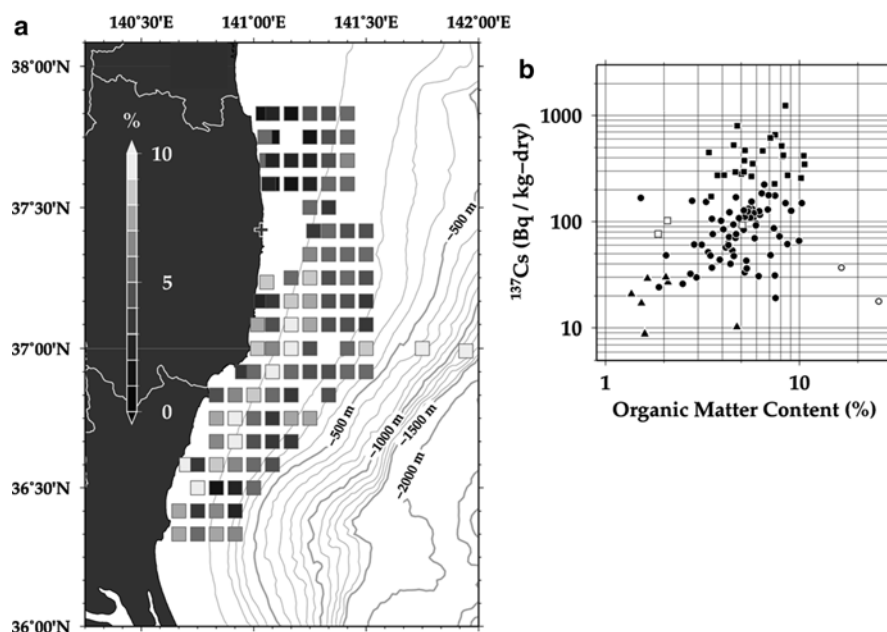 a
140˚30'E 141˚00'E 141˚30'E 142˚00'E
38˚00'N
37˚30'N
37˚00'N
36˚30'N
36˚00'N
%
10
5
0
−500 m
−500 m
−1000 m
−1500 m
−2000 m
b
1000
100
10
1 10
¹³⁷Cs (Bq / kg−dry)
Organic Matter Content (%)